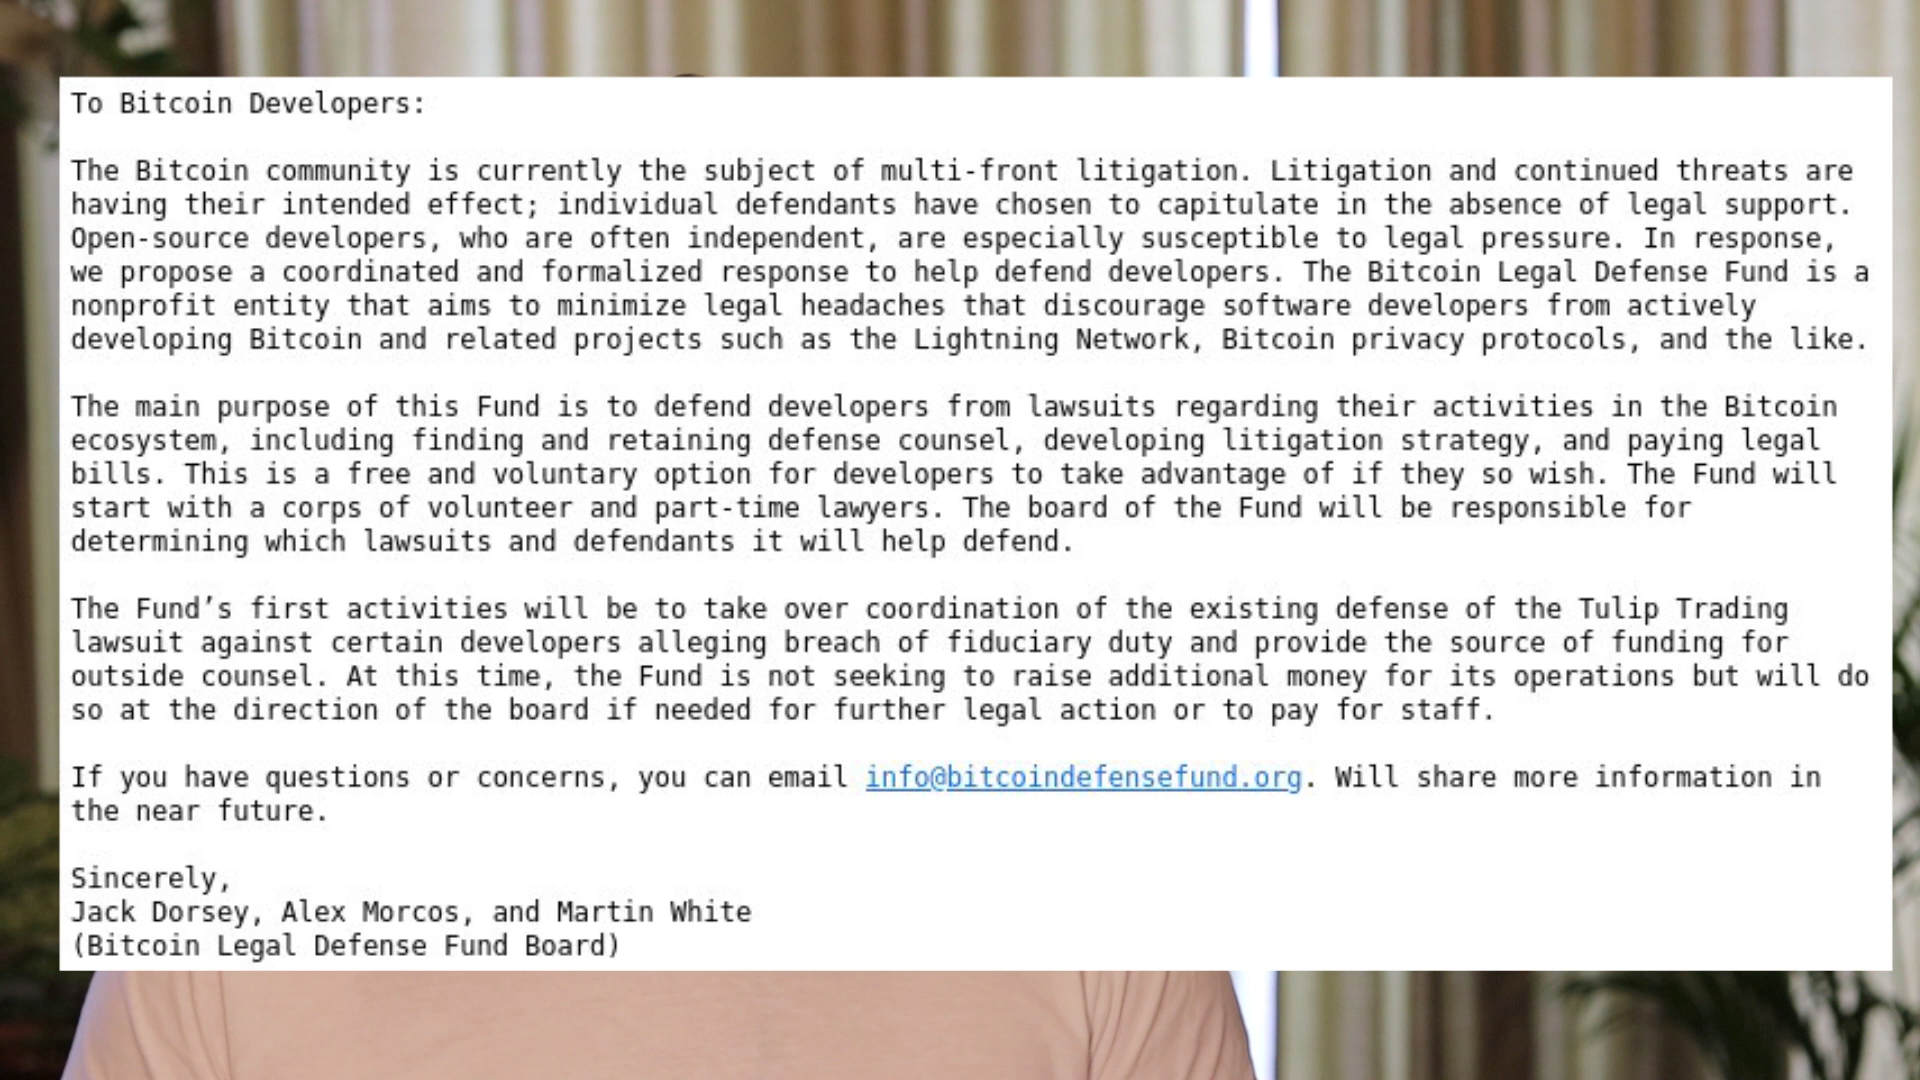 To Bitcoin Developers:
The Bitcoin community is currently the subject of multi-front litigation. Litigation and continued threats are
having their intended effect; individual defendants have chosen to capitulate in the absence of legal support.
Open-source developers, who are often independent, are especially susceptible to legal pressure. In response,
we propose a coordinated and formalized response to help defend developers. The Bitcoin Legal Defense Fund is a
nonprofit entity that aims to minimize legal headaches that discourage software developers from actively
developing Bitcoin and related projects such as the Lightning Network, Bitcoin privacy protocols, and the like.
The main purpose of this Fund is to defend developers from lawsuits regarding their activities in the Bitcoin
ecosystem, including finding and retaining defense counsel, developing litigation strategy, and paying legal
bills. This is a free and voluntary option for developers to take advantage of if they so wish. The Fund will
start with a corps of volunteer and part-time lawyers. The board of the Fund will be responsible for
determining which lawsuits and defendants it will help defend.
The Fund’s first activities will be to take over coordination of the existing defense of the Tulip Trading
lawsuit against certain developers alleging breach of fiduciary duty and provide the source of funding for
outside counsel. At this time, the Fund is not seeking to raise additional money for its operations but will do
so at the direction of the board if needed for further legal action or to pay for staff.
If you have questions or concerns, you can email info@bitcoindefensefund.org. Will share more information in
the near future.
Sincerely,
Jack Dorsey, Alex Morcos, and Martin White
(Bitcoin Legal Defense Fund Board)